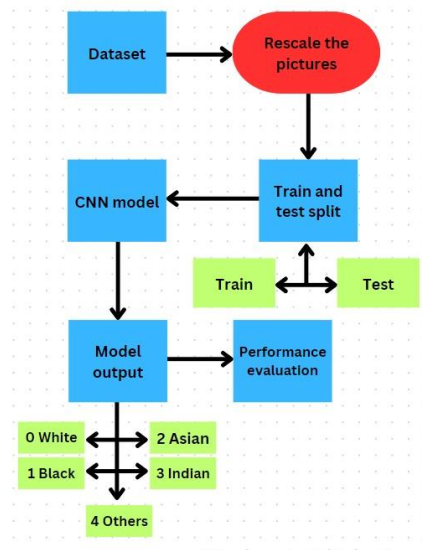 Dataset
Rescale the
pictures
CNN model
Train and
test split
Train
Test
Model
output
Performance
evaluation
0 White
2 Asian
1 Black
3 Indian
4 Others